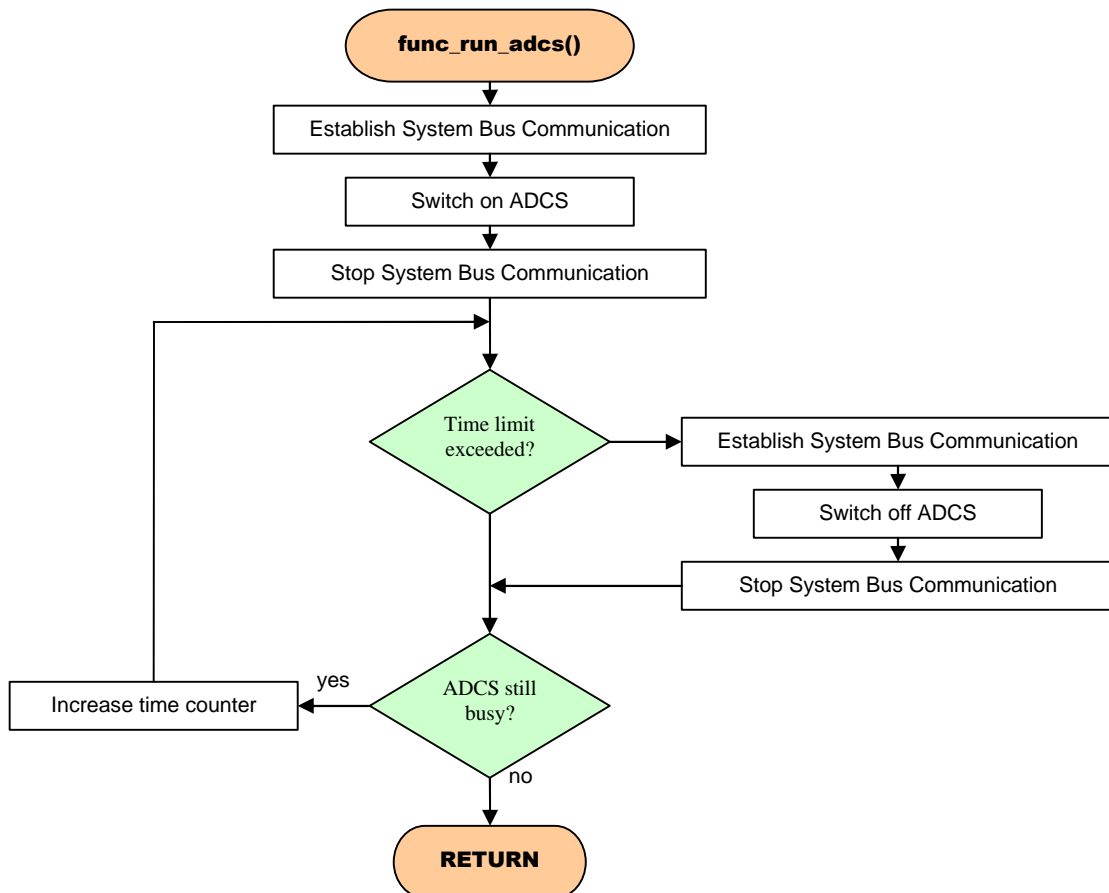 func_run_adcs()
Establish System Bus Communication
Switch on ADCS
Stop System Bus Communication
Time limit
exceeded?
Establish System Bus Communication
Switch off ADCS
Stop System Bus Communication
ADCS still
busy?
yes
Increase time counter
no
RETURN